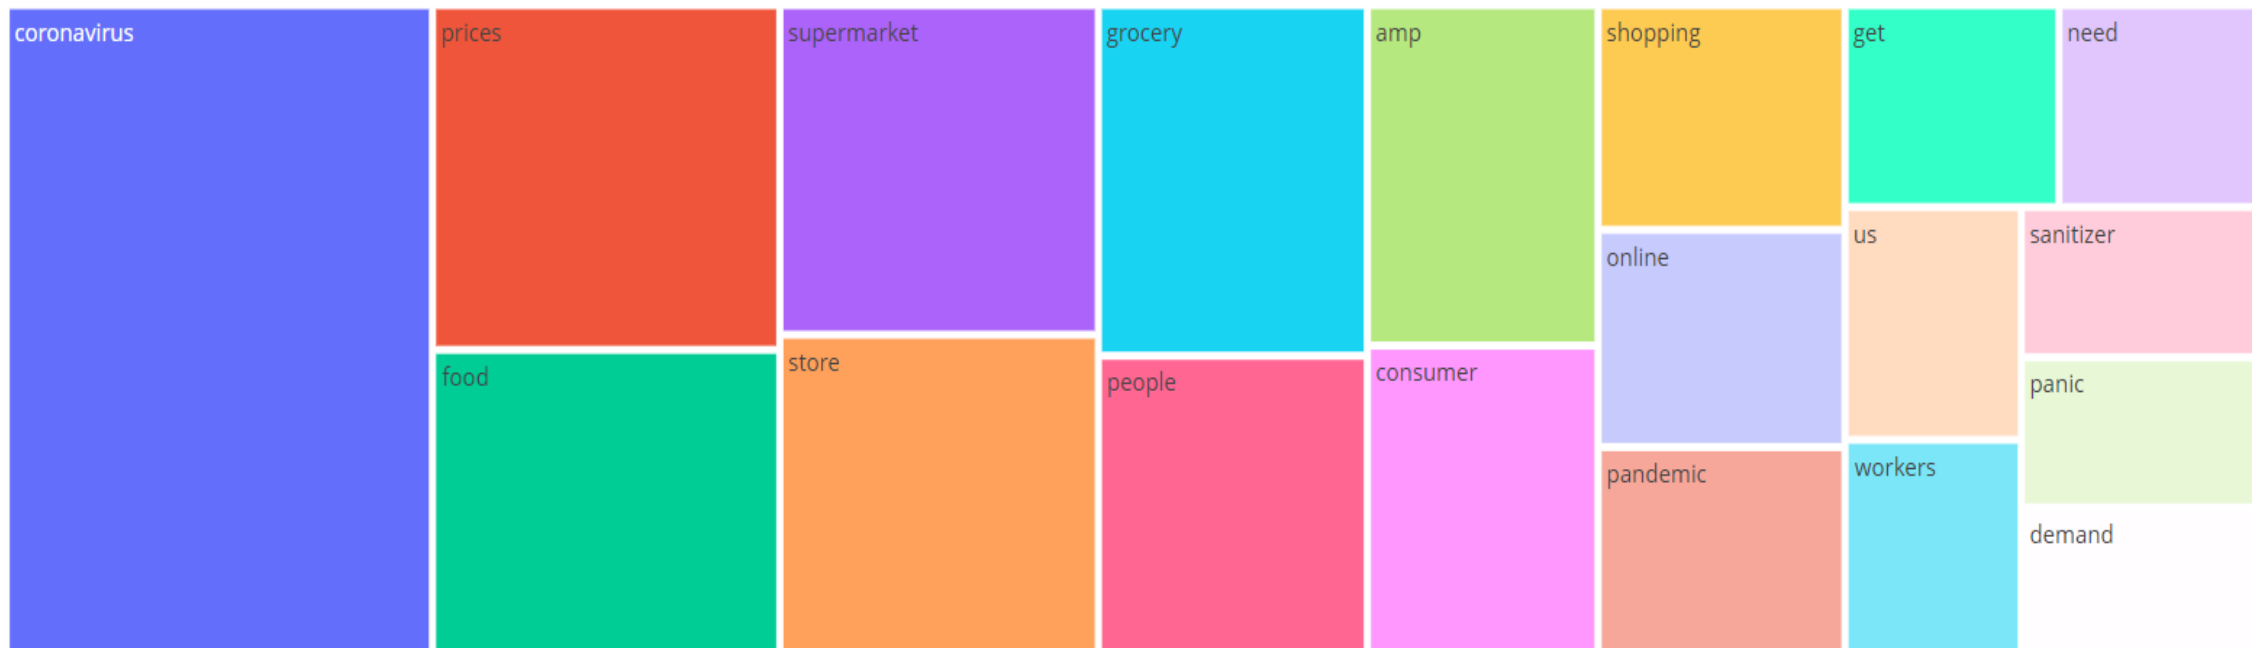 coronavirus
prices
food
supermarket
store
grocery
people
amp
consumer
shopping
online
pandemic
get
need
us
workers
sanitizer
panic
demand